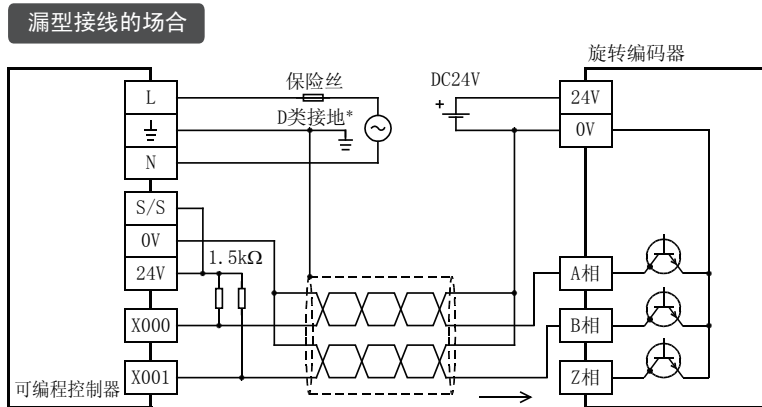 漏型接线的场合
旋转编码器
保险丝
DC24V
L
24V
D类接地*
+
0V
N
S/S
0V
1.5kΩ
24V
A相
X000
B相
X001
Z相
可编程控制器